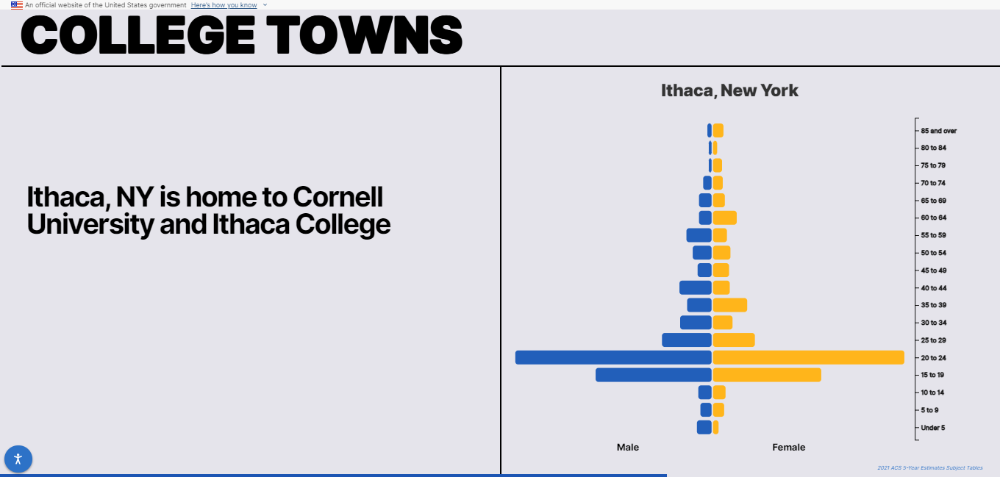 An official website of the United States government Here's how you know
COLLEGE TOWNS
Ithaca, NY is home to Cornell
University and Ithaca College
Ithaca, New York
85 and over
80 to 84
75 to 79
70 to 74
65 to 69
60 to 64
55 to 59
50 to 54
45 to 49
40 to 44
35 to 39
30 to 34
25 to 29
20 to 24
15 to 19
10 to 14
5 to 9
Under 5
Male Female
2021 ACS 5-Year Estimates Subject Tables